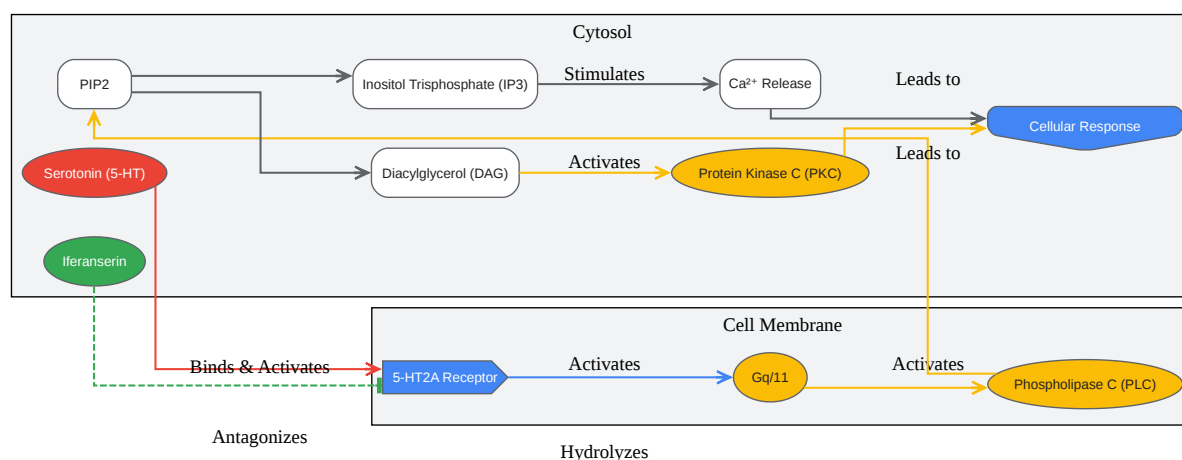 Cytosol
PIP2
Inositol Trisphosphate (IP3)
Stimulates
Ca²⁺ Release
Leads to
Cellular Response
Serotonin (5-HT)
Diacylglycerol (DAG)
Activates
Protein Kinase C (PKC)
Leads to
Iferanserin
Cell Membrane
Binds & Activates
5-HT2A Receptor
Activates
Gq/11
Activates
Phospholipase C (PLC)
Antagonizes
Hydrolyzes